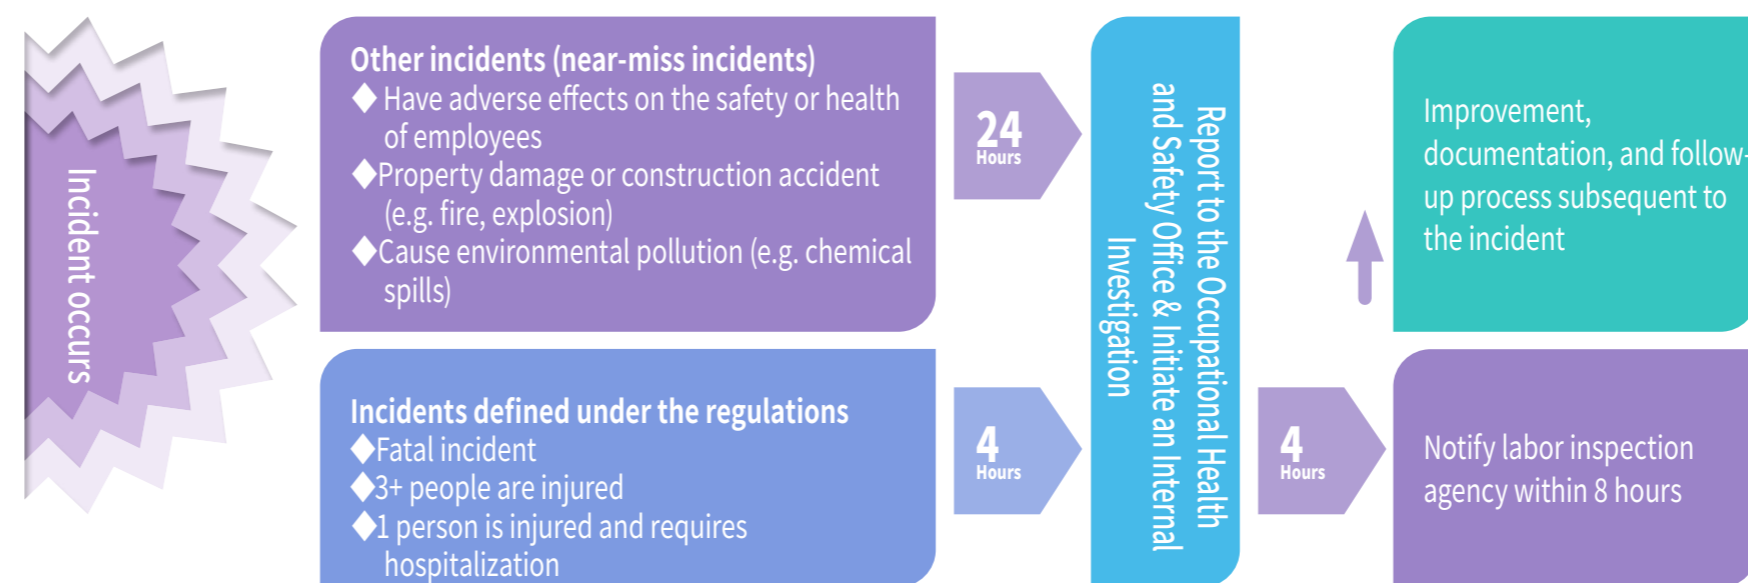 Incident occurs
Other incidents (near-miss incidents)
◆ Have adverse effects on the safety or health
of employees
◆Property damage or construction accident
(e.g. fire, explosion)
◆Cause environmental pollution (e.g. chemical
spills)
24
Hours
Incidents defined under the regulations
◆Fatal incident
◆3+ people are injured
◆1 person is injured and requires
hospitalization
4
Hours
Report to the Occupational Health
and Safety Office & Initiate an Internal
Investigation
4
Hours
Improvement,
documentation, and follow-
up process subsequent to
the incident
Notify labor inspection
agency within 8 hours